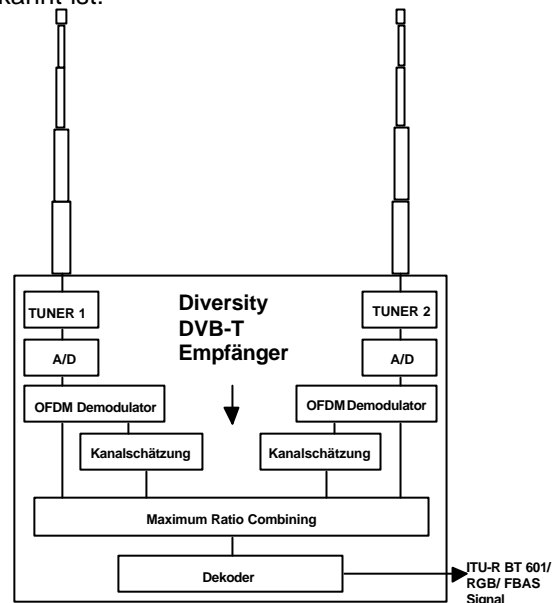 kannt ist.
Diversity
DVB-T
Empfänger
TUNER 1
TUNER 2
A/D
A/D
OFDM Demodulator
OFDM Demodulator
Kanalschätzung
Kanalschätzung
Maximum Ratio Combining
Dekoder
ITU-R BT 601/
RGB/ FBAS
Signal